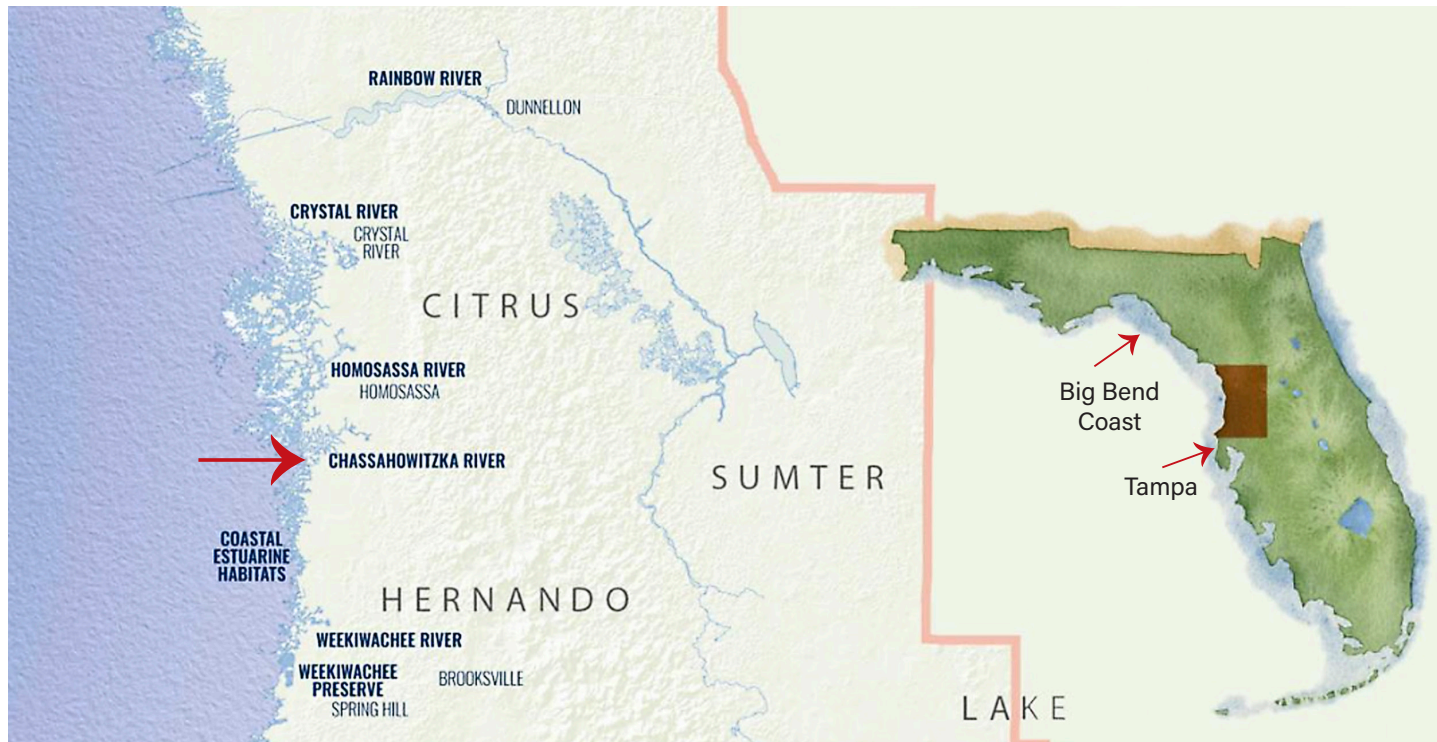 RAINBOW RIVER
DUNNELLON
CRYSTAL RIVER
CRYSTAL
RIVER
CITRUS
HOMOSASSA RIVER
HOMOSASSA
CHASSAHOWITZKA RIVER
SUMTER
COASTAL
ESTUARINE
HABITATS
HERNANDO
WEEKIWACHEE RIVER
WEEKIWACHEE
PRESERVE
SPRING HILL
BROOKSVILLE
LAKE
Big Bend
Coast
Tampa